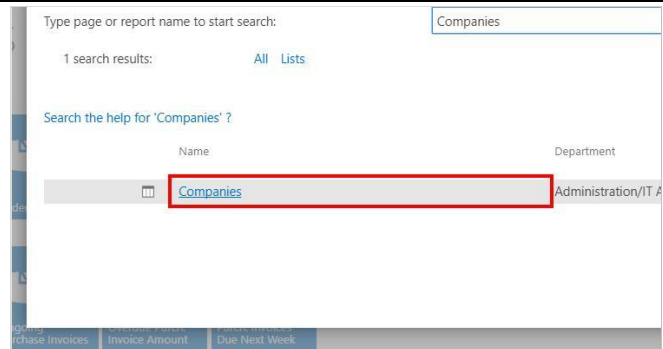 Type page or report name to start search: Companies
1 search results: All Lists
Search the help for 'Companies' ?
Name Department
Companies Administration/IT A
Purchase Invoices Invoice Amount Due Next Week